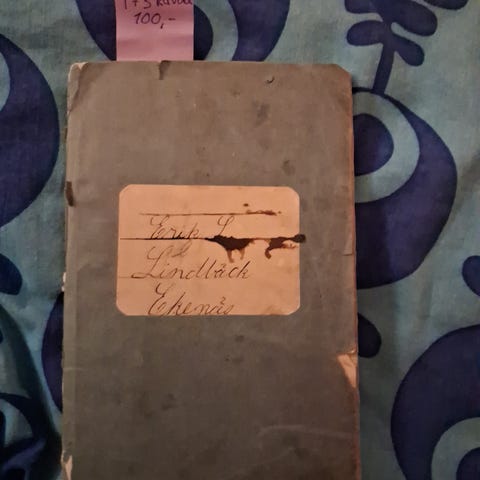 100,-
Erik L
Lindbäck
Ekenäs